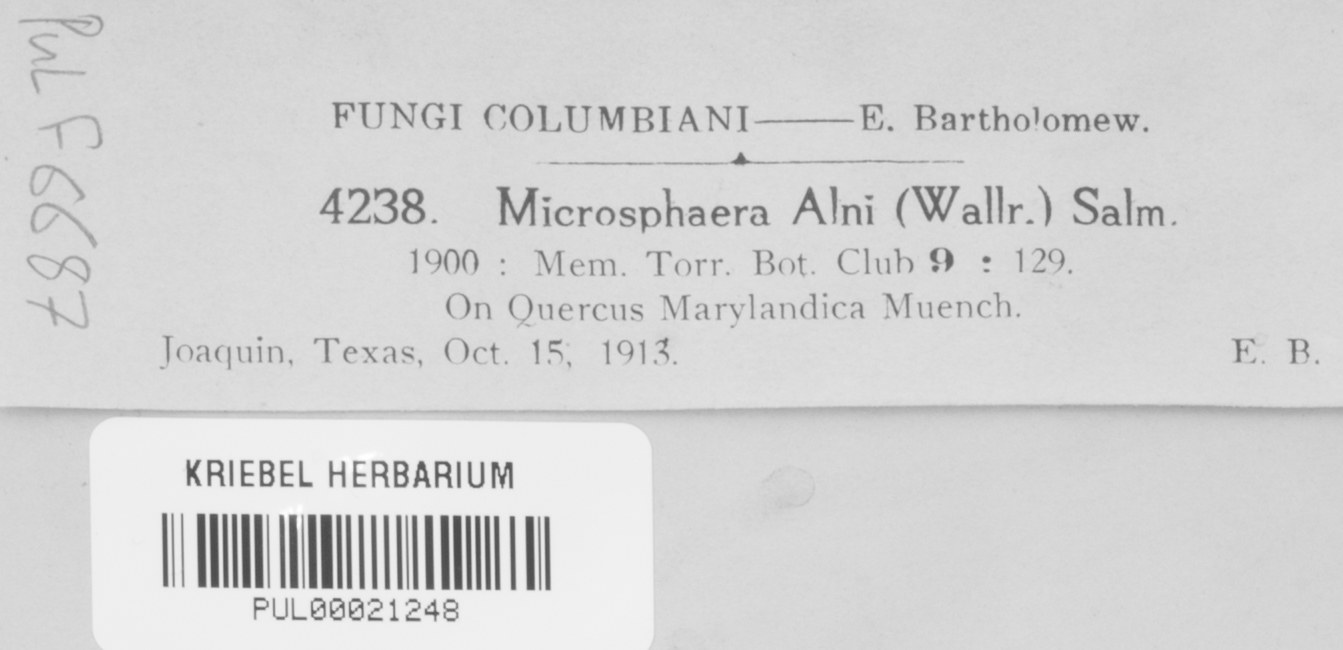 PUL F6687
FUNGI COLUMBIANI——E. Bartholomew.
4238. Microsphaera Alni (Wallr.) Salm.
1900 : Mem. Torr. Bot. Club 9 : 129.
On Quercus Marylandica Muench.
Joaquin, Texas, Oct. 15, 1913. E. B.
KRIEBEL HERBARIUM
PUL00021248